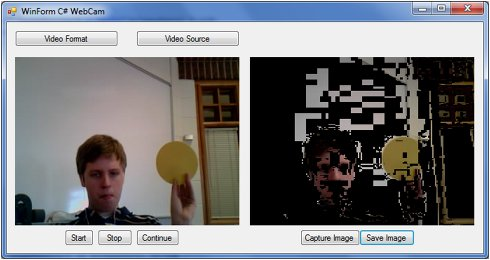 WinForm C# WebCam
Video Format Video Source
Start Stop Continue Capture Image Save Image